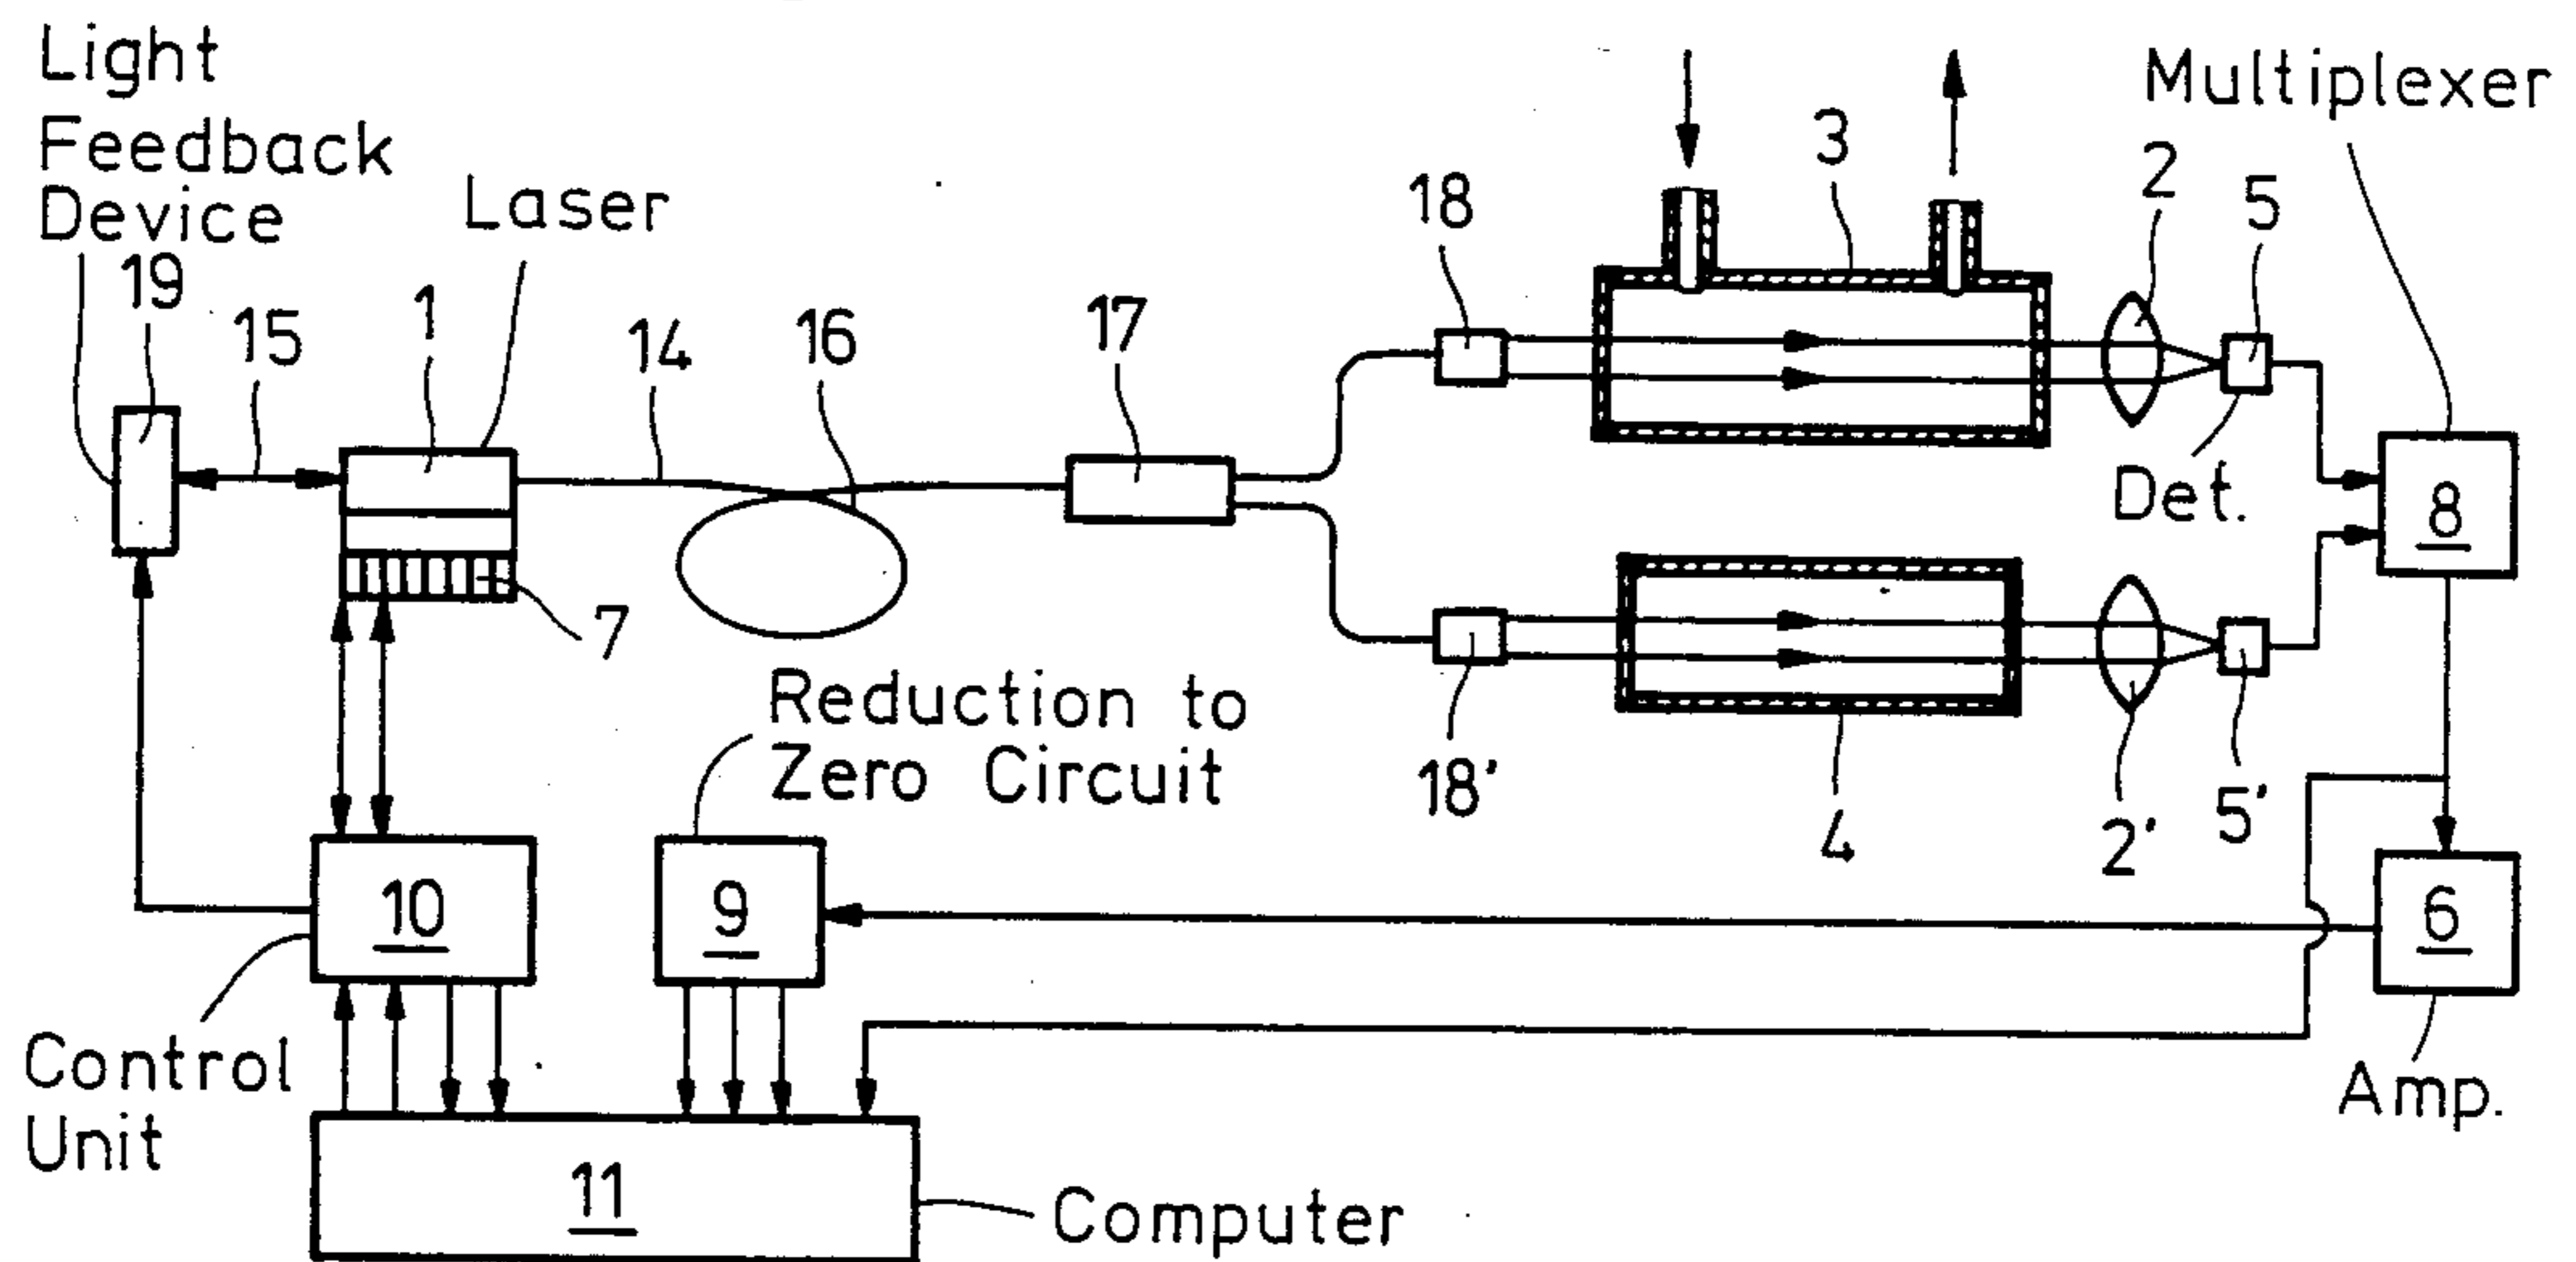 Light
Feedback
Device
19
15
1
Laser
14
16
17
18
3
2
5
Multiplexer
Det.
8
7
18'
4
2'
5'
Reduction to
Zero Circuit
10
9
6
Control
Unit
11
Computer
Amp.